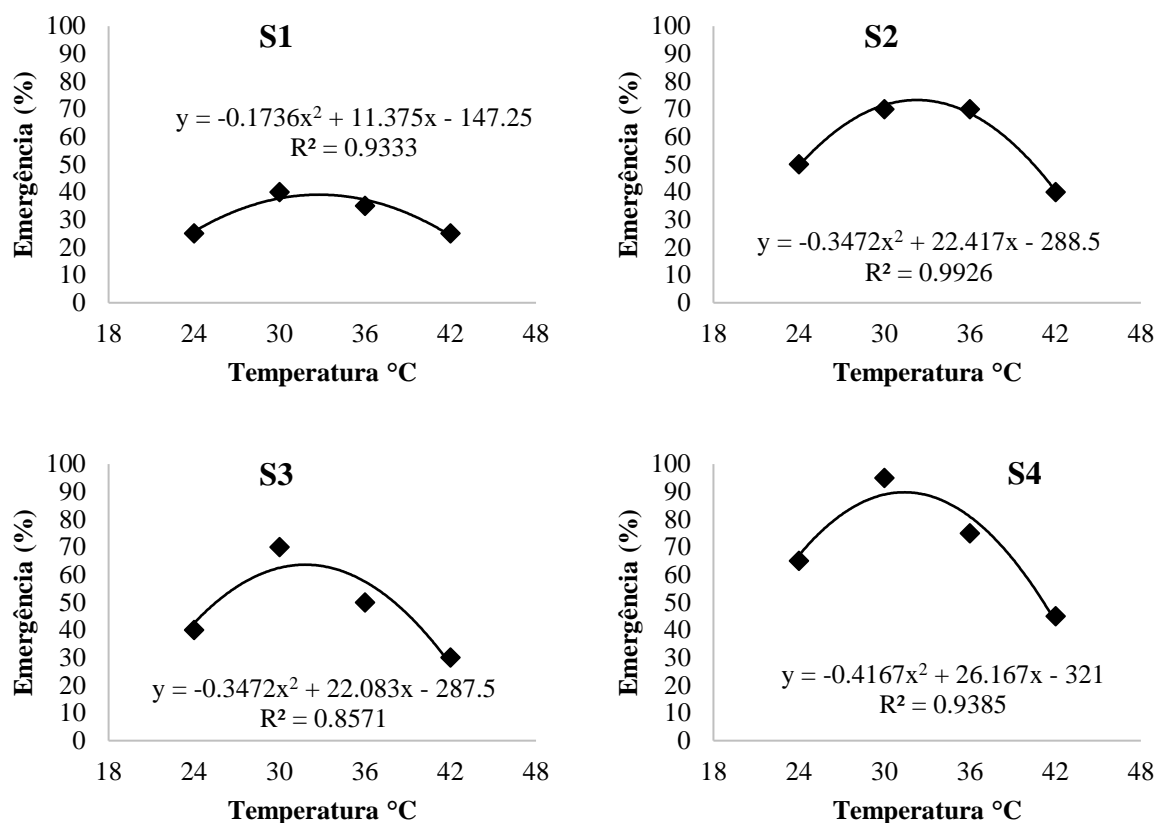 S1
Emergência (%)
100
90
80
70
60
50
40
30
20
10
0
y = -0.1736x² + 11.375x - 147.25
R² = 0.9333
18 24 30 36 42 48
Temperatura °C
S2
Emergência (%)
100
90
80
70
60
50
40
30
20
10
0
y = -0.3472x² + 22.417x - 288.5
R² = 0.9926
18 24 30 36 42 48
Temperatura °C
S3
Emergência (%)
100
90
80
70
60
50
40
30
20
10
0
y = -0.3472x² + 22.083x - 287.5
R² = 0.8571
18 24 30 36 42 48
Temperatura °C
S4
Emergência (%)
100
90
80
70
60
50
40
30
20
10
0
y = -0.4167x² + 26.167x - 321
R² = 0.9385
18 24 30 36 42 48
Temperatura °C